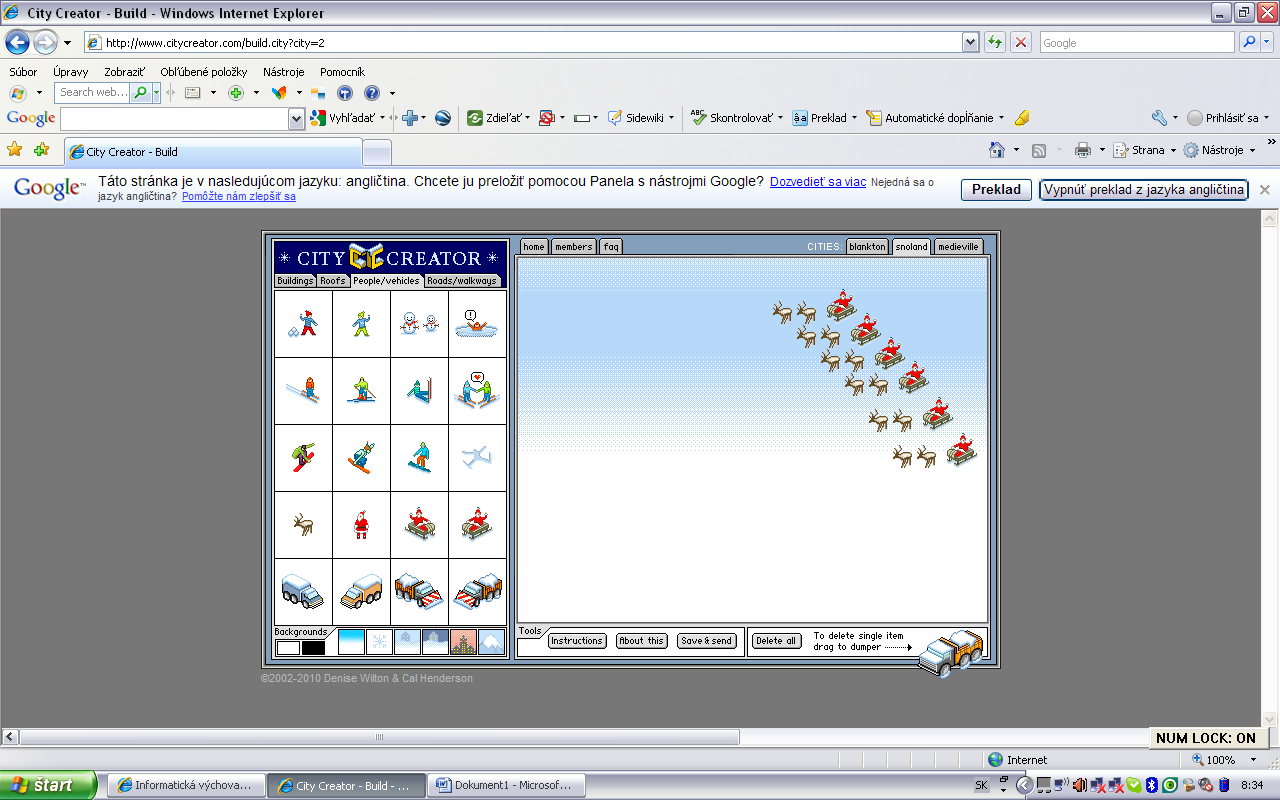 City Creator - Build - Windows Internet Explorer
http://www.citycreator.com/build.city?city=2
Google
Súbor Úpravy Zobraziť Obľúbené položky Nástroje Pomocník
Search web...
Google Vyhľadať Zdieľať Sidewiki ABC Skontrolovať äa Preklad Automatické dopĺňanie Prihlásiť sa
City Creator - Build
Strana Nástroje
Google™ Táto stránka je v nasledujúcom jazyku: angličtina. Chcete ju preložiť pomocou Panela s nástrojmi Google? Dozvedieť sa viac Nejedná sa o
jazyk angličtina? Pomôžte nám zlepšiť sa
Preklad Vypnúť preklad z jazyka angličtina
CITY CREATOR
home members faq CITIES: blankton snoland medieville
Buildings Roofs People/vehicles Roads/walkways
!
Backgrounds
Tools
Instructions About this Save & send Delete all
To delete single item
drag to dumper
©2002-2010 Denise Wilton & Cal Henderson
NUM LOCK: ON
Internet 100%
štart Informatická výchova... City Creator - Build - ... Dokument1 - Microsof... SK 8:34